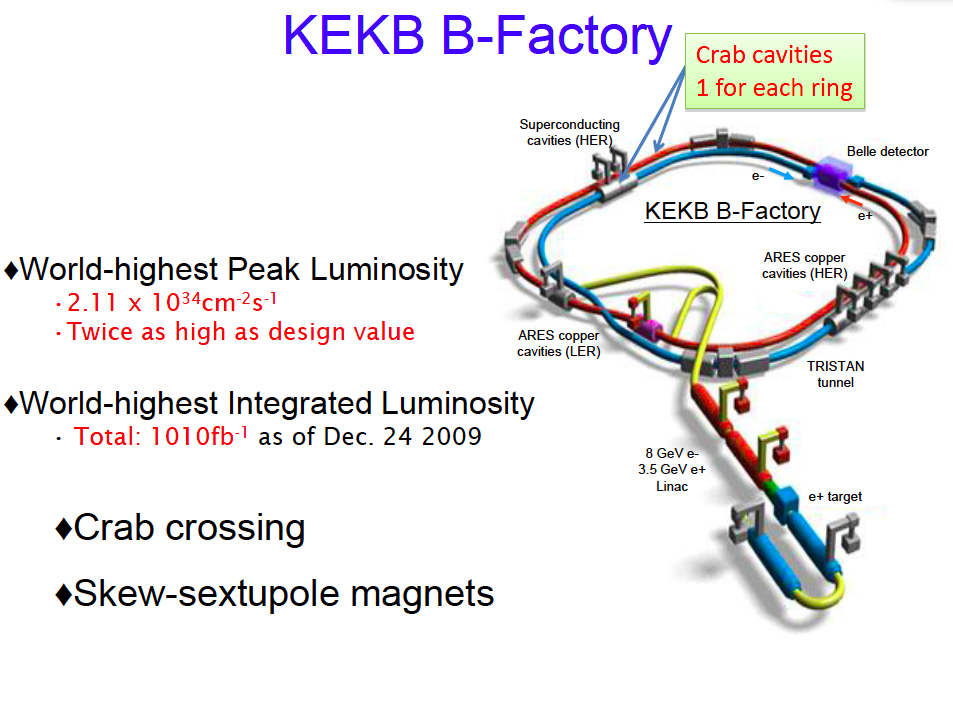 KEKB B-Factory
Crab cavities
1 for each ring
Superconducting
cavities (HER)
Belle detector
e-
KEKB B-Factory
e+
ARES copper
cavities (HER)
♦World-highest Peak Luminosity
·2.11 x 10³⁴cm⁻²s⁻¹
·Twice as high as design value
ARES copper
cavities (LER)
TRISTAN
tunnel
♦World-highest Integrated Luminosity
· Total: 1010fb⁻¹ as of Dec. 24 2009
8 GeV e-
3.5 GeV e+
Linac
e+ target
♦Crab crossing
♦Skew-sextupole magnets